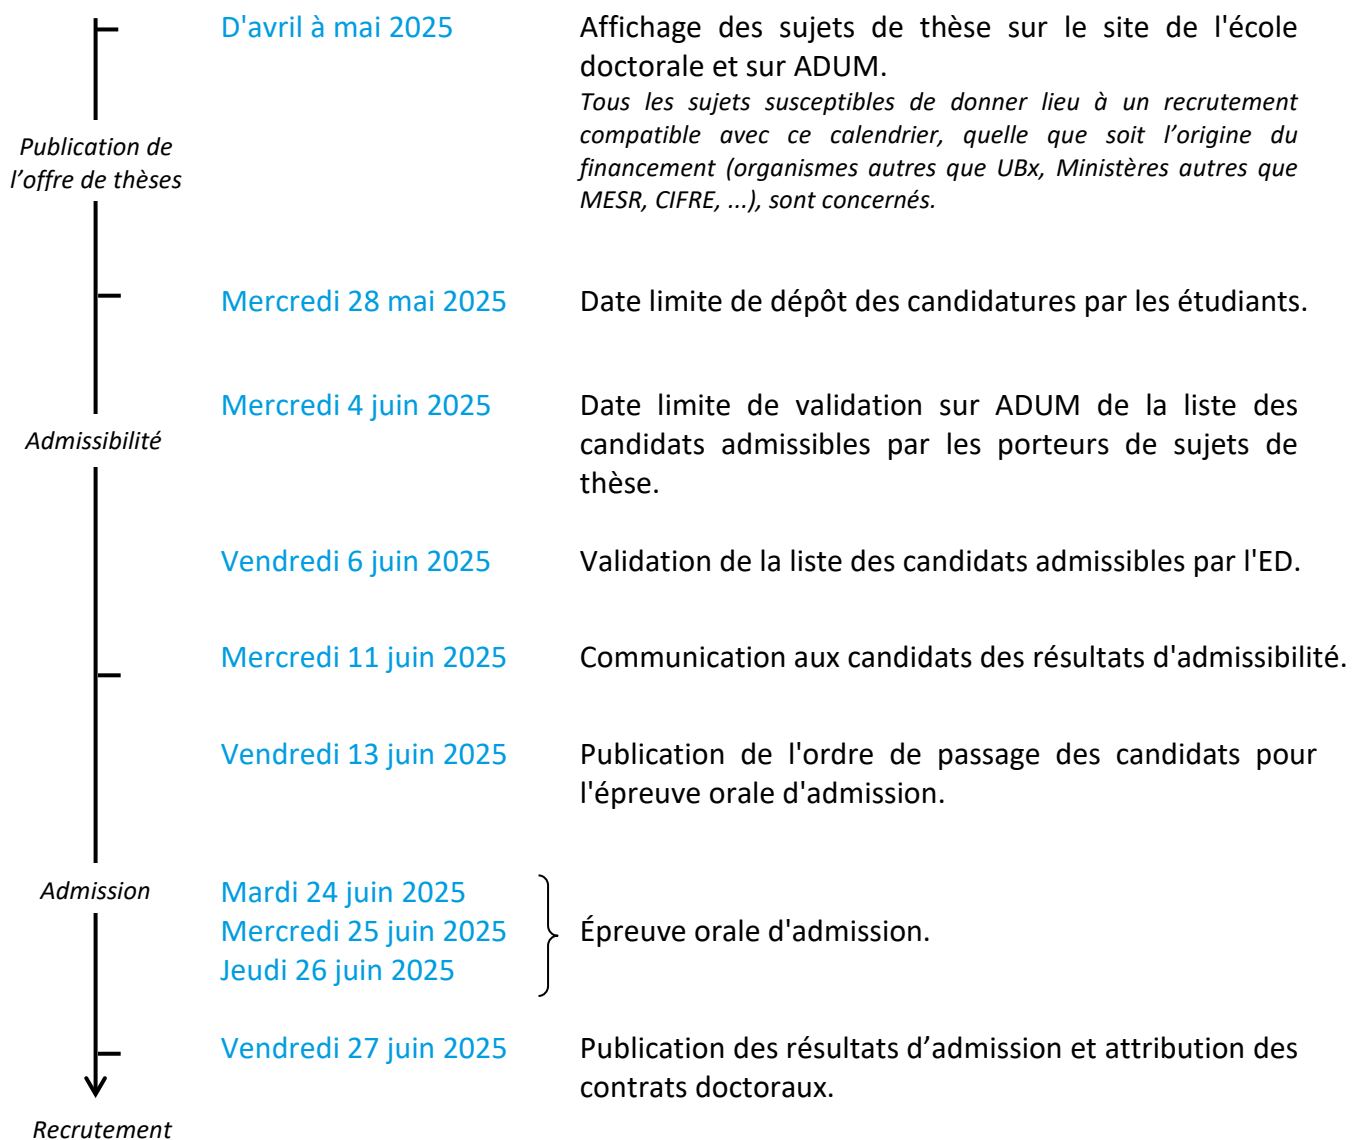 D'avril à mai 2025
Affichage des sujets de thèse sur le site de l'école
doctorale et sur ADUM.
Tous les sujets susceptibles de donner lieu à un recrutement
compatible avec ce calendrier, quelle que soit l’origine du
financement (organismes autres que UBx, Ministères autres que
MESR, CIFRE, ...), sont concernés.
Publication de
l’offre de thèses
Mercredi 28 mai 2025
Date limite de dépôt des candidatures par les étudiants.
Mercredi 4 juin 2025
Date limite de validation sur ADUM de la liste des
candidats admissibles par les porteurs de sujets de
thèse.
Admissibilité
Vendredi 6 juin 2025
Validation de la liste des candidats admissibles par l'ED.
Mercredi 11 juin 2025
Communication aux candidats des résultats d'admissibilité.
Vendredi 13 juin 2025
Publication de l'ordre de passage des candidats pour
l'épreuve orale d'admission.
Admission
Mardi 24 juin 2025
Mercredi 25 juin 2025
Jeudi 26 juin 2025
Épreuve orale d'admission.
Vendredi 27 juin 2025
Publication des résultats d’admission et attribution des
contrats doctoraux.
Recrutement